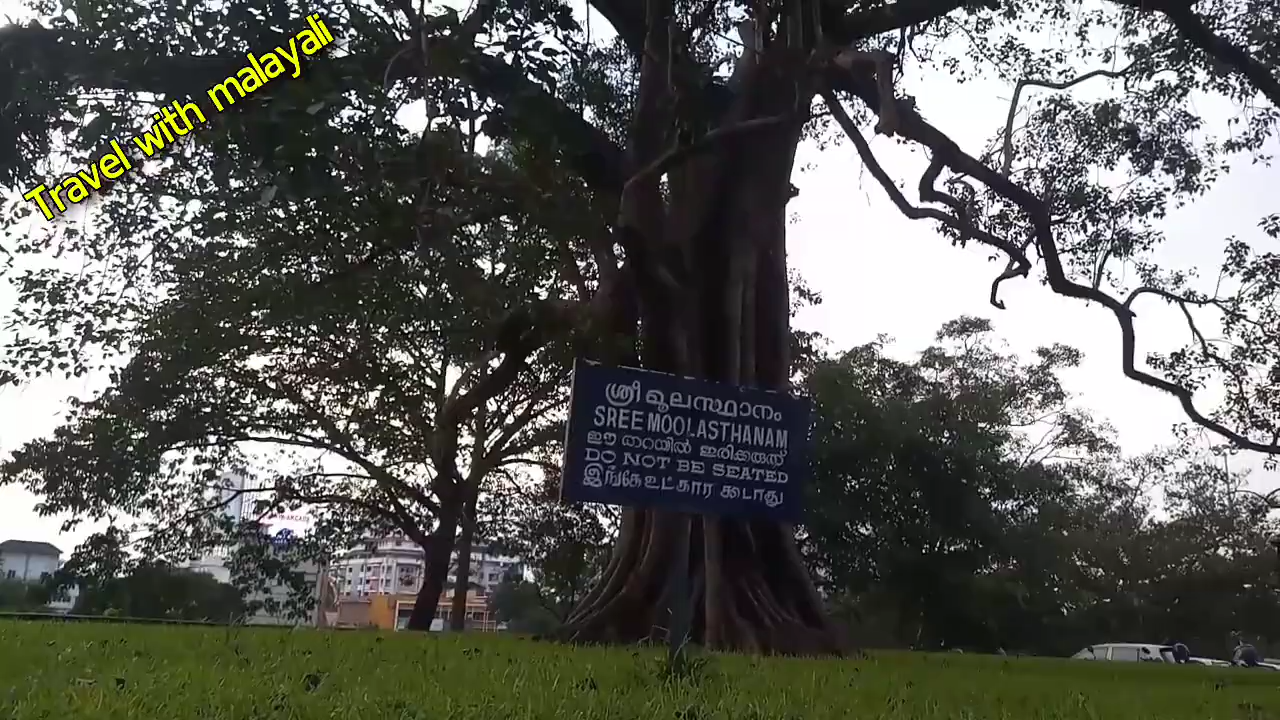 Travel with malayali
ശ്രീ മൂലസ്ഥാനം
SREE MOOLASTHANAM
ഈ തറയിൽ ഇരിക്കരുത്
DO NOT BE SEATED
இங்கே உட்கார கூடாது